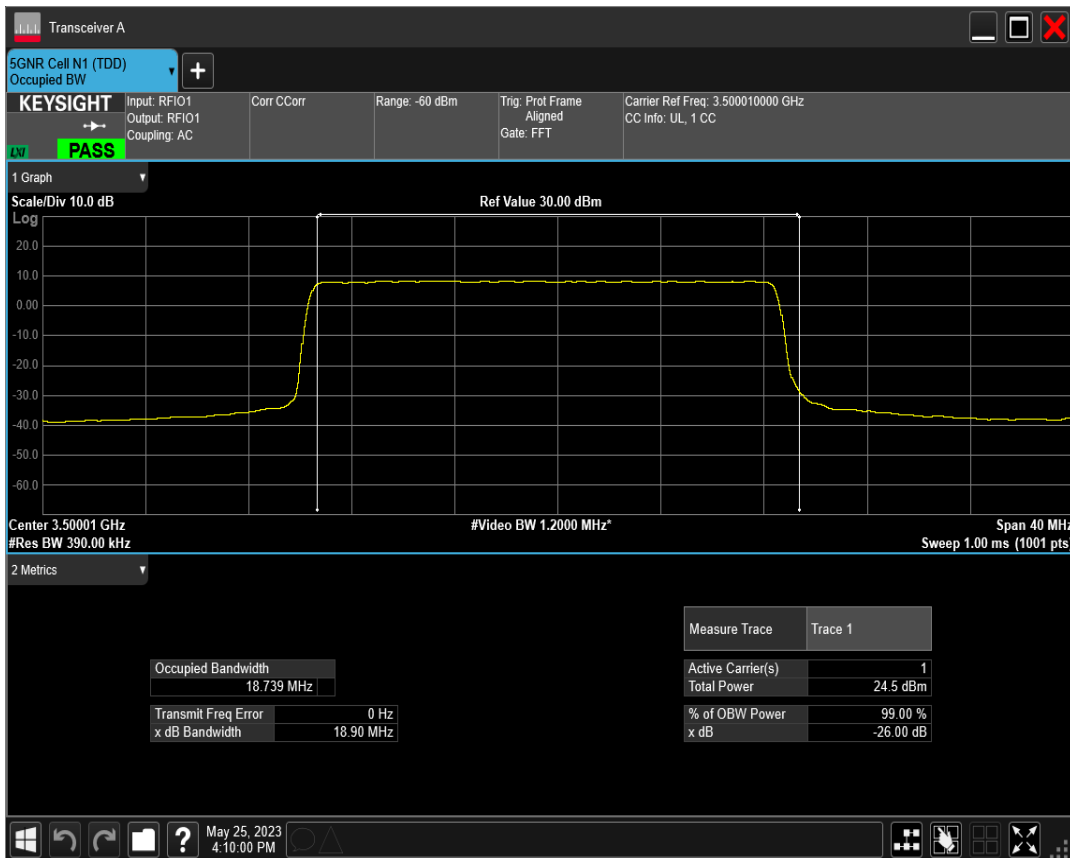 Transceiver A
5GNR Cell N1 (TDD)
Occupied BW
KEYSIGHT
LXI
PASS
Input: RFIO1
Output: RFIO1
Coupling: AC
Corr CCorr
Range: -60 dBm
Trig: Prot Frame
Aligned
Gate: FFT
Carrier Ref Freq: 3.500010000 GHz
CC Info: UL, 1 CC
1 Graph
Scale/Div 10.0 dB
Ref Value 30.00 dBm
Log
20.0
10.0
0.00
-10.0
-20.0
-30.0
-40.0
-50.0
-60.0
Center 3.50001 GHz
#Video BW 1.2000 MHz*
Span 40 MHz
#Res BW 390.00 kHz
Sweep 1.00 ms (1001 pts)
2 Metrics
Measure Trace Trace 1
Occupied Bandwidth
18.739 MHz
Transmit Freq Error 0 Hz
x dB Bandwidth 18.90 MHz
Active Carrier(s) 1
Total Power 24.5 dBm
% of OBW Power 99.00 %
x dB -26.00 dB
?
May 25, 2023
4:10:00 PM